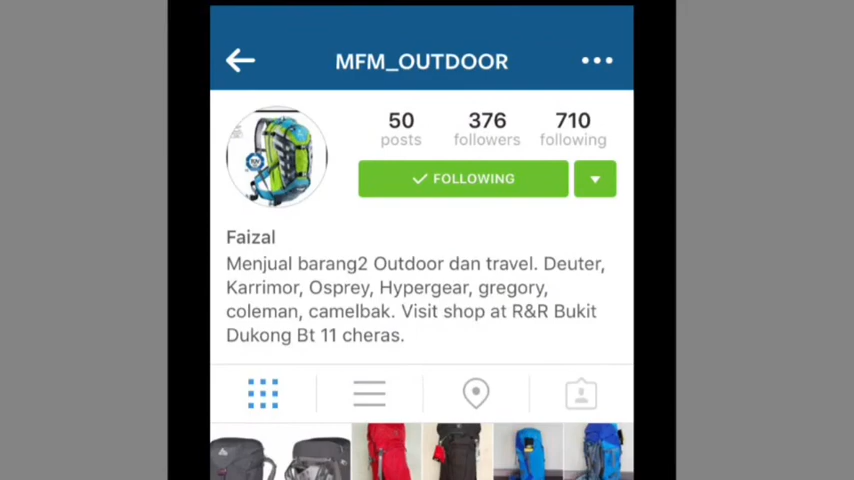 MFM_OUTDOOR
50 376 710
posts followers following
FOLLOWING
Faizal
Menjual barang2 Outdoor dan travel. Deuter,
Karrimor, Osprey, Hypergear, gregory,
coleman, camelbak. Visit shop at R&R Bukit
Dukong Bt 11 cheras.